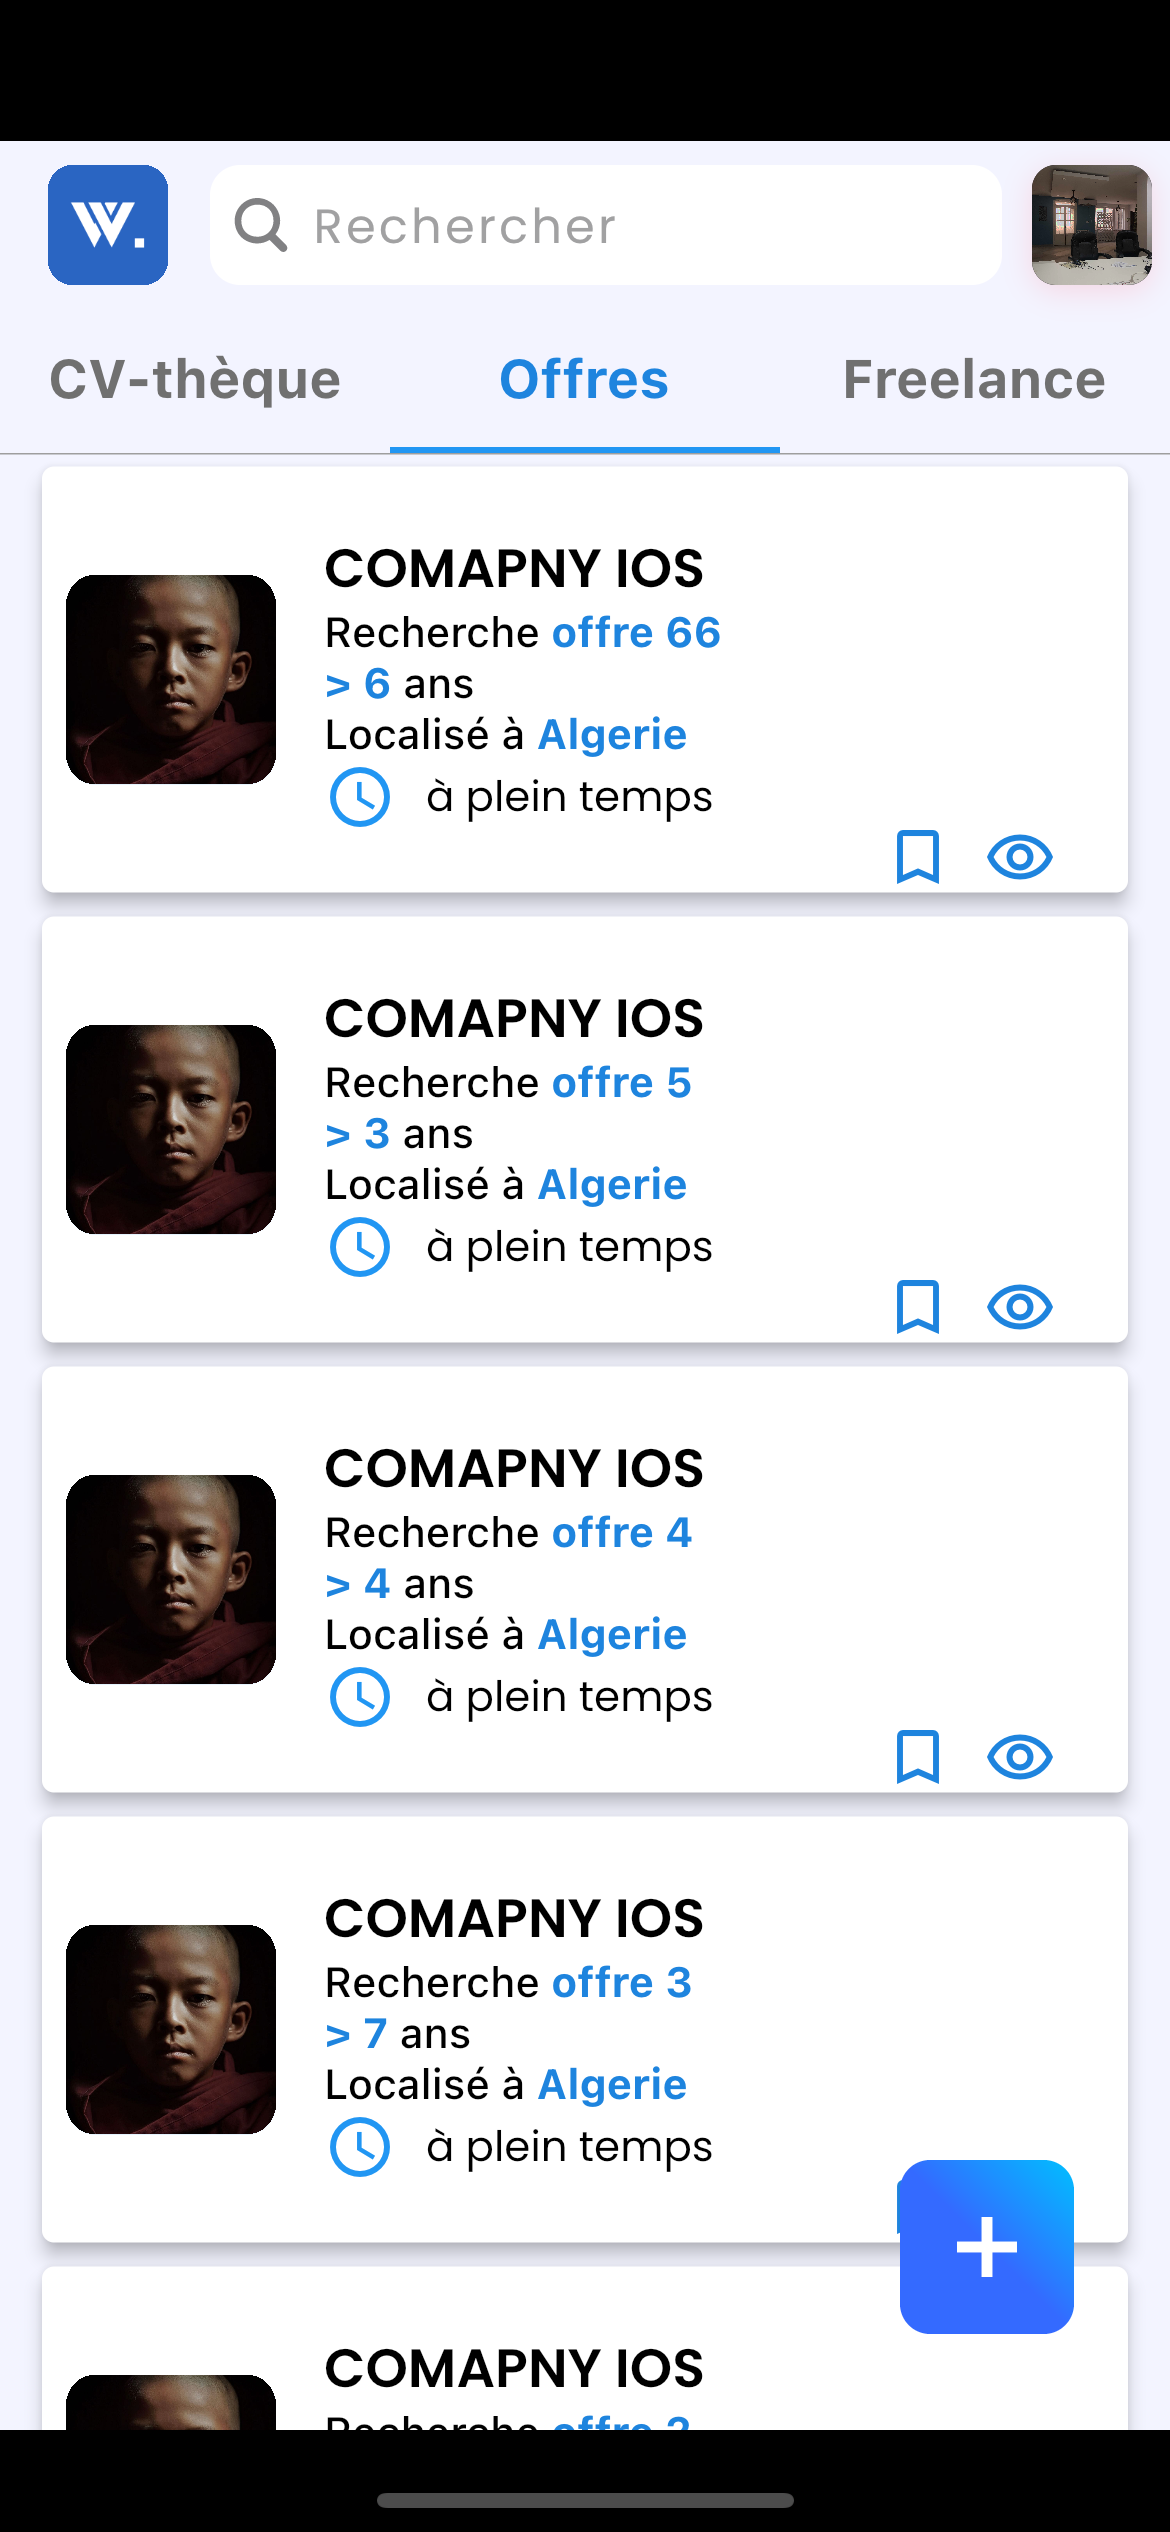 W.
Rechercher
CV-thèque
Offres
Freelance
COMAPNY IOS
Recherche offre 66
> 6 ans
Localisé à Algerie
à plein temps
COMAPNY IOS
Recherche offre 5
> 3 ans
Localisé à Algerie
à plein temps
COMAPNY IOS
Recherche offre 4
> 4 ans
Localisé à Algerie
à plein temps
COMAPNY IOS
Recherche offre 3
> 7 ans
Localisé à Algerie
à plein temps
COMAPNY IOS
Recherche offre